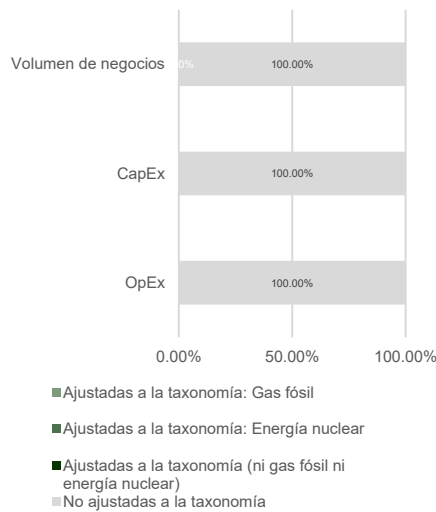 Volumen de negocios
100.00%
CapEx
100.00%
OpEx
100.00%
0.00% 50.00% 100.00%
Ajustadas a la taxonomía: Gas fósil
Ajustadas a la taxonomía: Energía nuclear
Ajustadas a la taxonomía (ni gas fósil ni
energía nuclear)
No ajustadas a la taxonomía